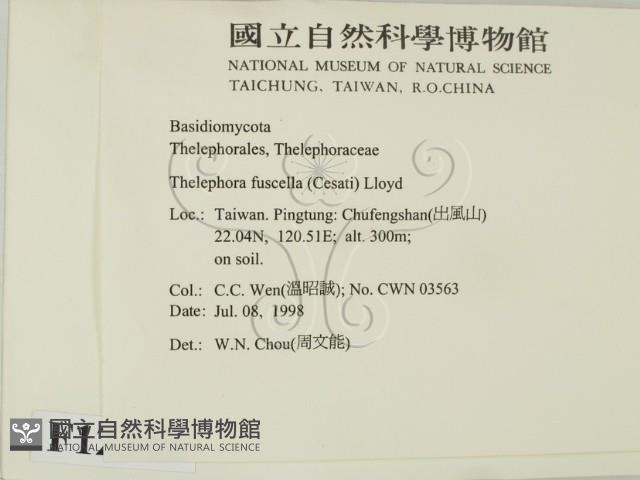 國立自然科學博物館
NATIONAL MUSEUM OF NATURAL SCIENCE
TAICHUNG, TAIWAN, R.O.CHINA
Basidiomycota
Thelephorales, Thelephoraceae
Thelephora fuscella (Cesati) Lloyd
Loc.: Taiwan. Pingtung: Chufengshan(出風山)
22.04N, 120.51E; alt. 300m;
on soil.
Col.: C.C. Wen(溫昭誠); No. CWN 03563
Date: Jul. 08, 1998
Det.: W.N. Chou(周文能)
國立自然科學博物館
NATIONAL MUSEUM OF NATURAL SCIENCE